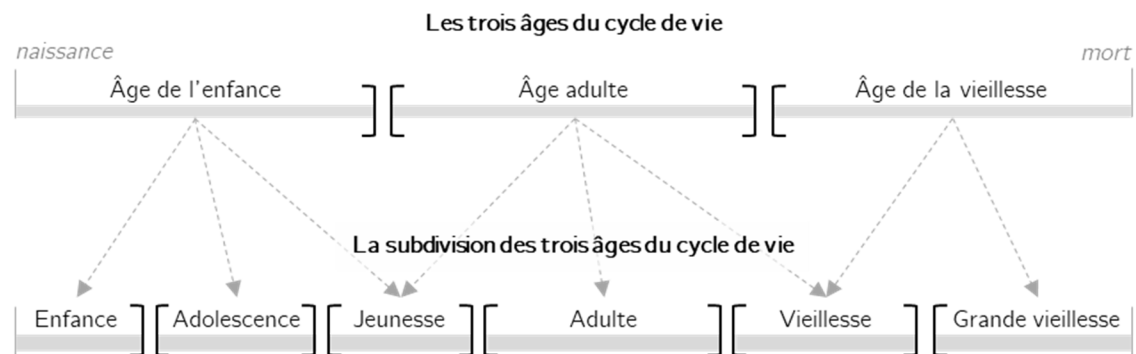 Les trois âges du cycle de vie
naissance
mort
Âge de l'enfance
Âge adulte
Âge de la vieillesse
La subdivision des trois âges du cycle de vie
Enfance
Adolescence
Jeunesse
Adulte
Vieillesse
Grande vieillesse